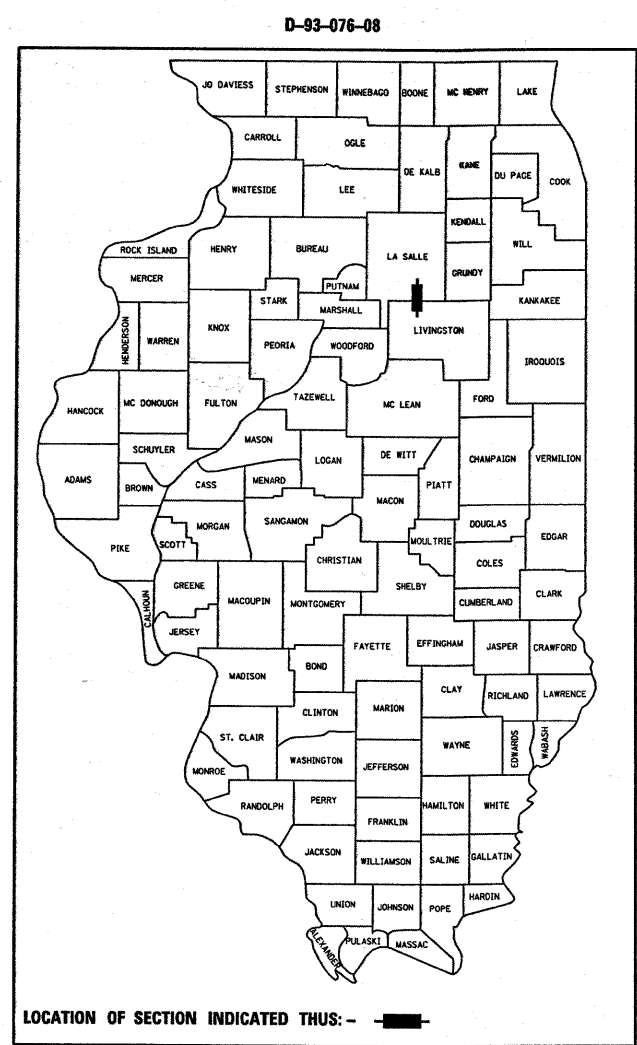 D-93-076-08
JO DAVIESS STEPHENSON WINNEBAGO BOONE MC HENRY LAKE
CARROLL OGLE DE KALB KANE DU PAGE COOK
WHITESIDE LEE KENDALL WILL
ROCK ISLAND HENRY BUREAU LA SALLE GRUNDY
MERCER PUTNAM KANKAKEE
STARK MARSHALL LIVINGSTON
HENDERSON WARREN KNOX PEORIA WOODFORD IROQUOIS
HANCOCK MC DONOUGH FULTON TAZEWELL MC LEAN FORD
SCHUYLER MASON LOGAN DE WITT CHAMPAIGN VERMILION
ADAMS BROWN CASS MENARD MACON PIATT
PIKE SCOTT MORGAN SANGAMON CHRISTIAN MOULTRIE DOUGLAS EDGAR
COLES
CALHOUN GREENE MACOUPIN MONTGOMERY SHELBY CUMBERLAND CLARK
JERSEY FAYETTE EFFINGHAM JASPER CRAWFORD
MADISON BOND CLAY RICHLAND LAWRENCE
CLINTON MARION
ST. CLAIR WASHINGTON WAYNE EDWARDS WABASH
MONROE JEFFERSON
RANDOLPH PERRY HAMILTON WHITE
FRANKLIN
JACKSON WILLIAMSON SALINE GALLATIN
UNION JOHNSON POPE HARDIN
ALEXANDER PULASKI MASSAC
LOCATION OF SECTION INDICATED THUS: -